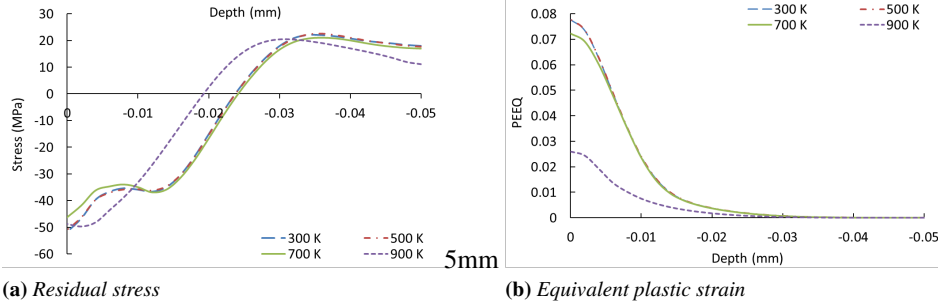 Depth (mm)
30
20
10
0
-10
-20
-30
-40
-50
-60
Stress (MPa)
0 -0.01 -0.02 -0.03 -0.04 -0.05
300 K 500 K
700 K 900 K
5mm
0.08
0.07
0.06
0.05
0.04
0.03
0.02
0.01
0
PEEQ
300 K 500 K
700 K 900 K
0 -0.01 -0.02 -0.03 -0.04 -0.05
Depth (mm)
(a) Residual stress
(b) Equivalent plastic strain